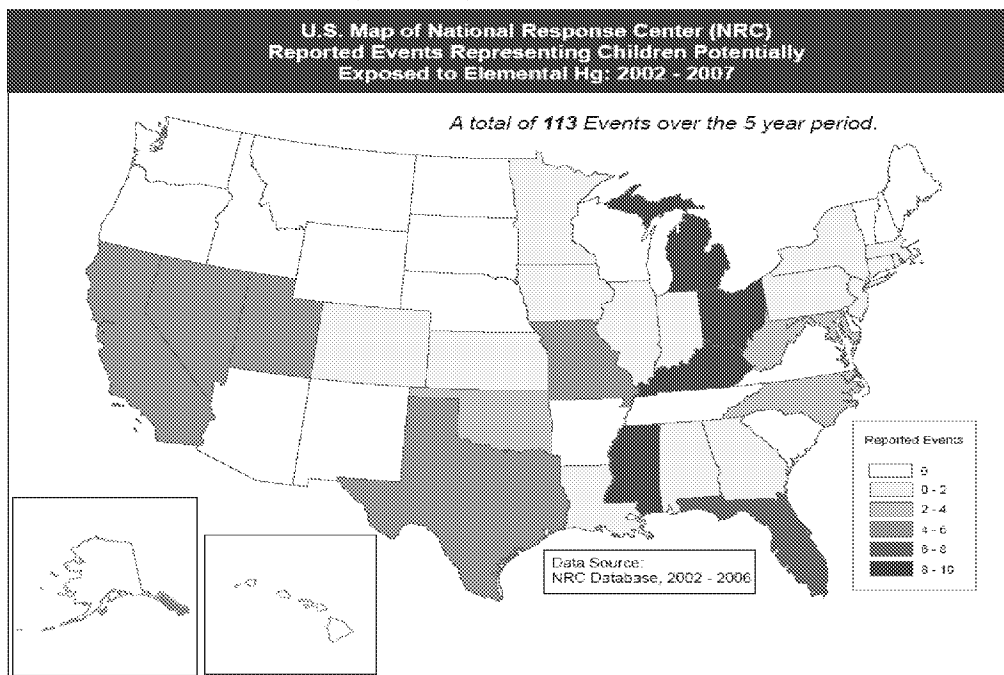 U.S. Map of National Response Center (NRC)
Reported Events Representing Children Potentially
Exposed to Elemental Hg: 2002 - 2007
A total of 113 Events over the 5 year period.
Reported Events
0
0 - 2
2 - 4
4 - 6
6 - 8
8 - 10
Data Source:
NRC Database, 2002 - 2006